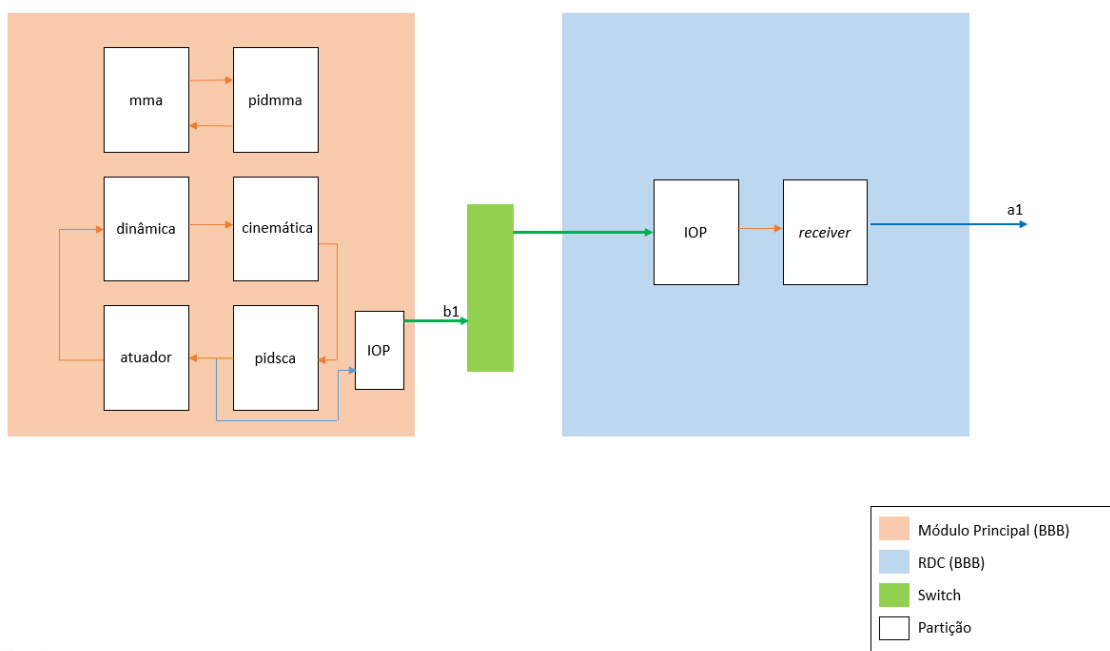 mma
pidmma
dinâmica
cinemática
atuador
pidsca
IOP
b1
IOP
receiver
a1
Módulo Principal (BBB)
RDC (BBB)
Switch
Partição